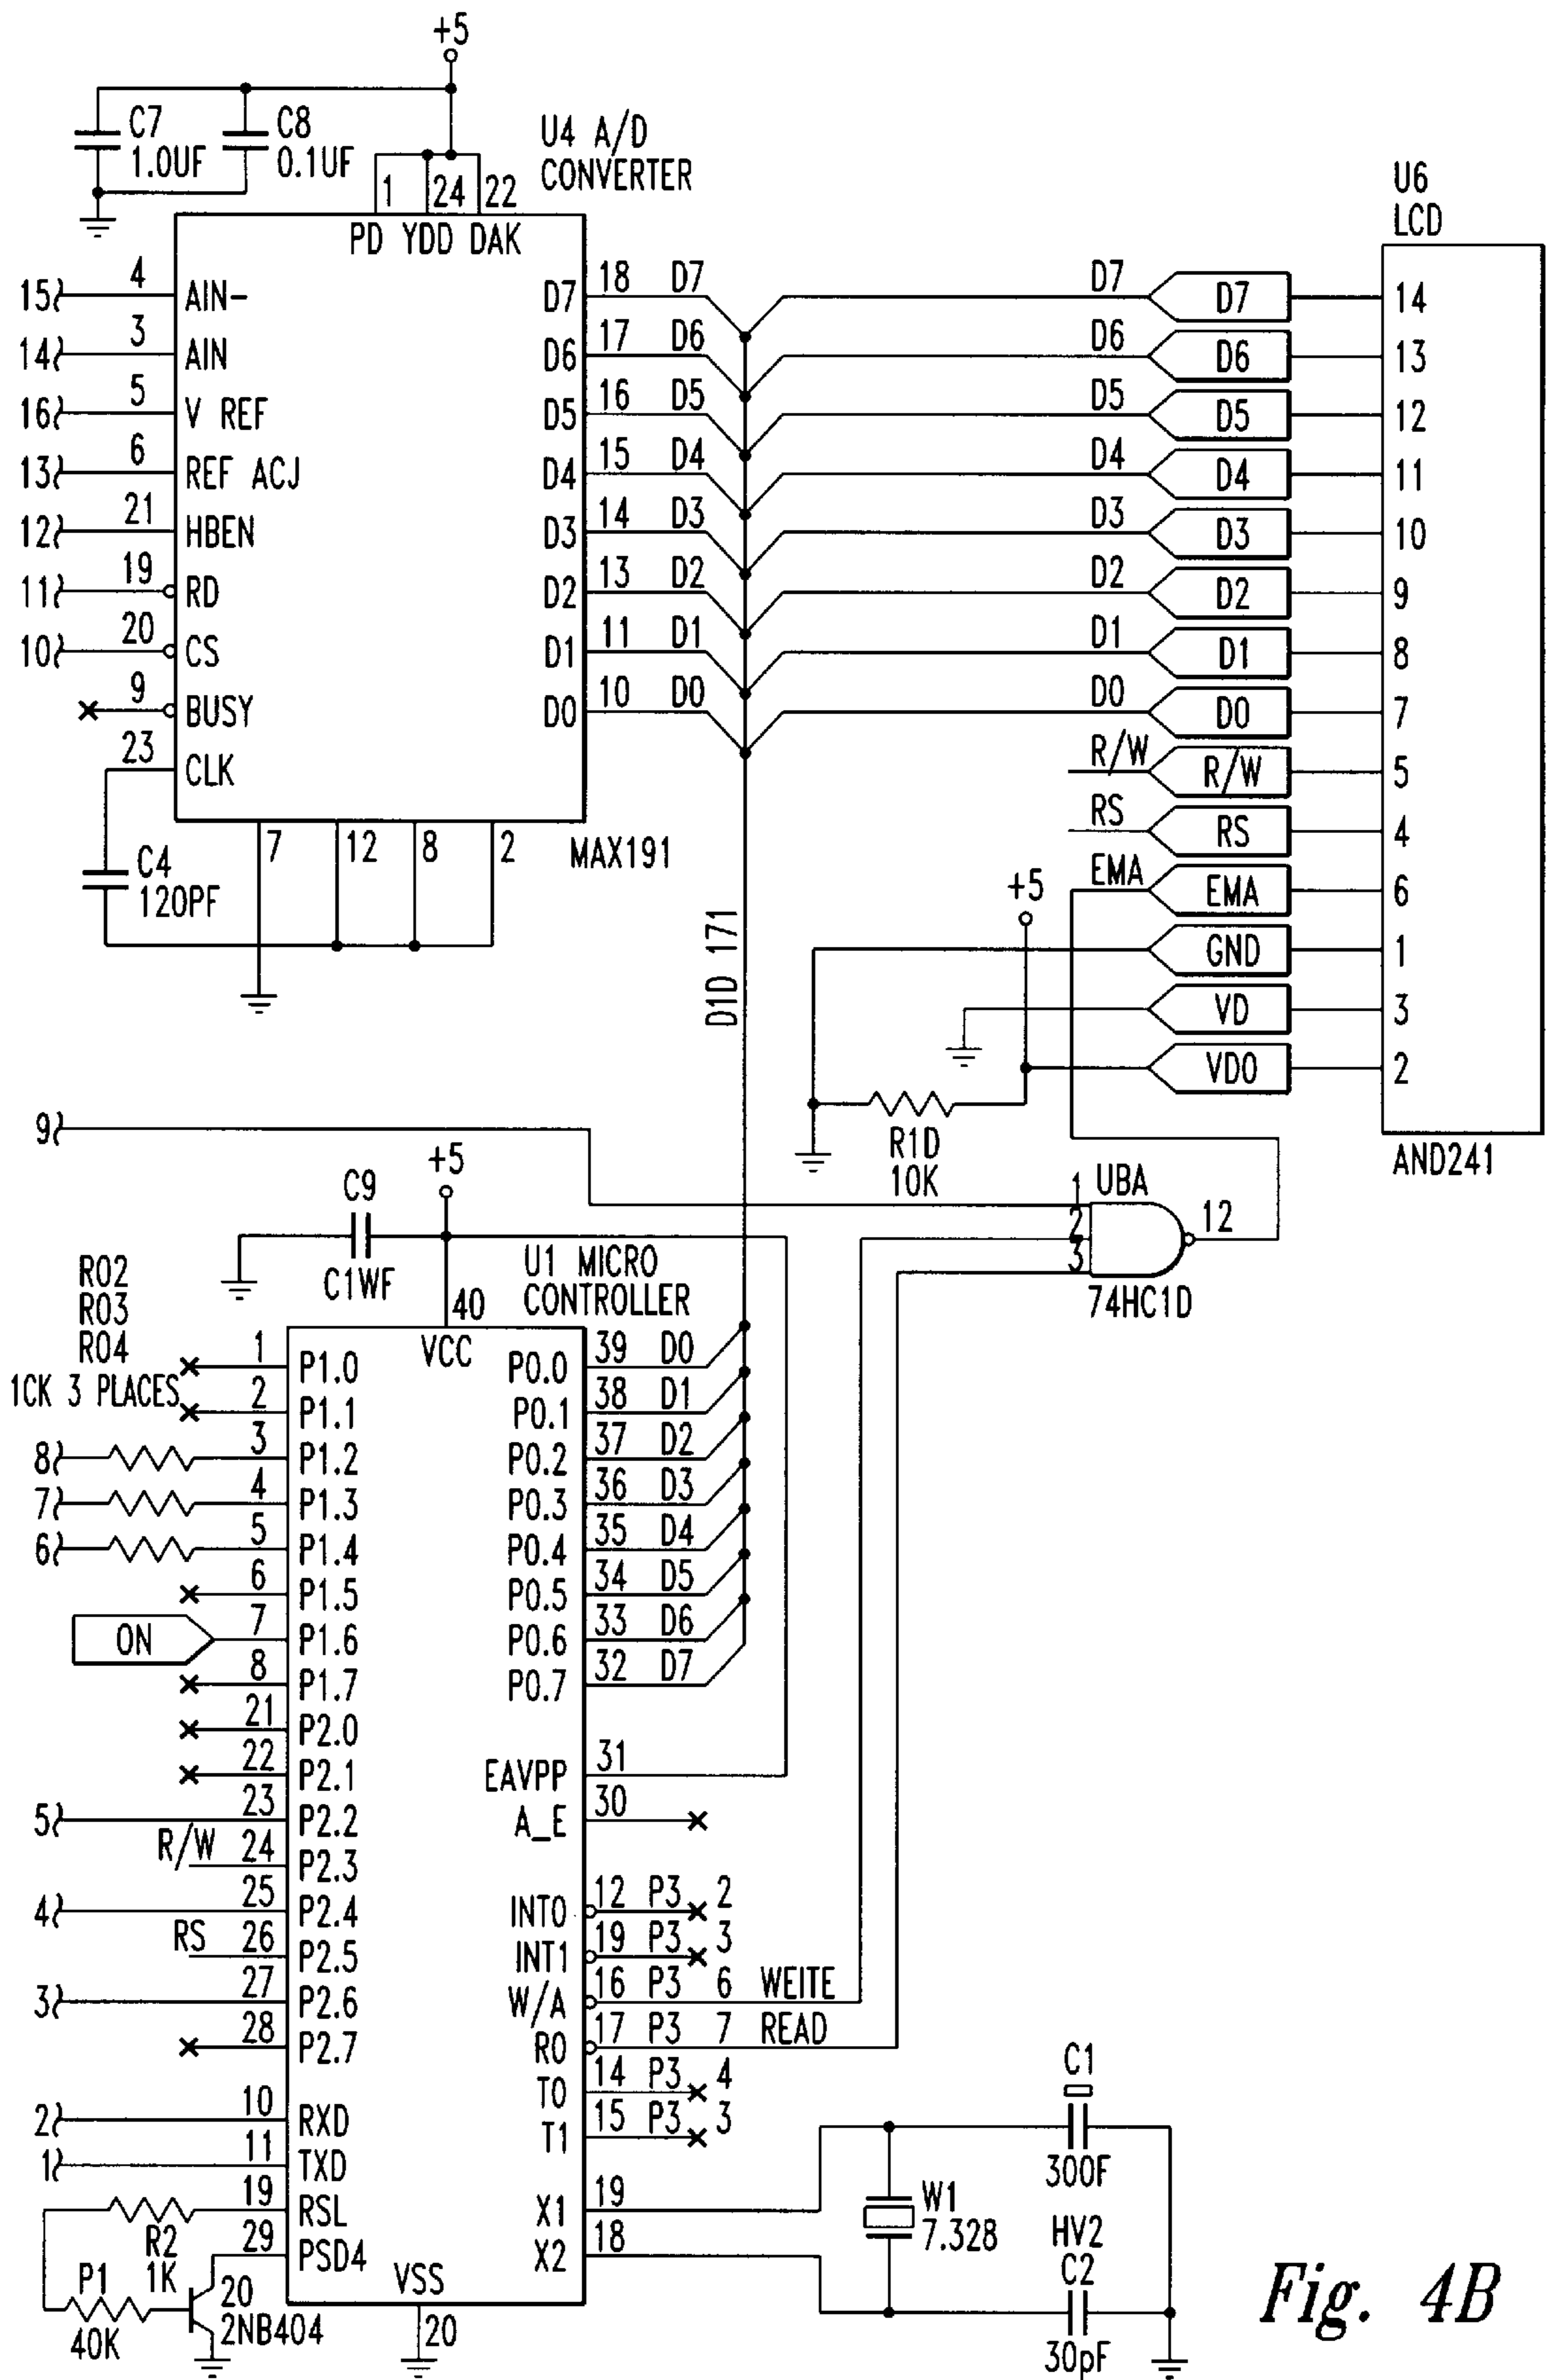 +5
C7
1.0UF
C8
0.1UF
U4 A/D
CONVERTER
1 24 22
PD YDD DAK
15 4 AIN-
14 3 AIN
16 5 V REF
13 6 REF ACJ
12 21 HBEN
11 19 RD
10 20 CS
9 BUSY
23 CLK
D7 18 D7
D6 17 D6
D5 16 D5
D4 15 D4
D3 14 D3
D2 13 D2
D1 11 D1
D0 10 D0
7 12 8 2
MAX191
C4
120PF
D1D 171
U6
LCD
D7 D7 14
D6 D6 13
D5 D5 12
D4 D4 11
D3 D3 10
D2 D2 9
D1 D1 8
D0 D0 7
R/W R/W 5
RS RS 4
EMA EMA 6
+5
GND 1
VD 3
VDO 2
AND241
R1D
10K
9
1 UBA
2
3
12
74HC1D
+5
C9
C1WF
U1 MICRO
CONTROLLER
40
VCC
R02
R03
R04
1CK 3 PLACES
1 P1.0
2 P1.1
8 3 P1.2
7 4 P1.3
6 5 P1.4
6 P1.5
ON 7 P1.6
8 P1.7
21 P2.0
22 P2.1
5 23 P2.2
R/W 24 P2.3
4 25 P2.4
RS 26 P2.5
3 27 P2.6
28 P2.7
2 10 RXD
1 11 TXD
19 RSL
29 PSD4
P0.0 39 D0
P0.1 38 D1
P0.2 37 D2
P0.3 36 D3
P0.4 35 D4
P0.5 34 D5
P0.6 33 D6
P0.7 32 D7
EAVPP 31
A_E 30
INT0 12 P3 2
INT1 19 P3 3
W/A 16 P3 6 WEITE
R0 17 P3 7 READ
T0 14 P3 4
T1 15 P3 3
X1 19
X2 18
VSS
20
R2
1K
P1
40K
20
2NB404
W1
7.328
C1
300F
HV2
C2
30pF
Fig. 4B